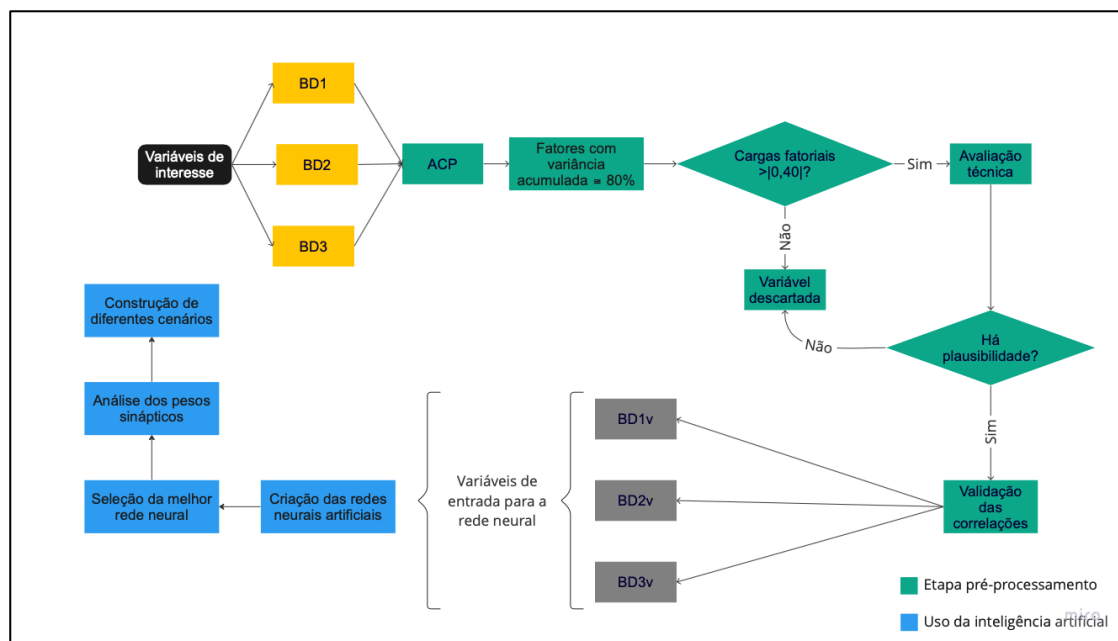 BD1
Variáveis de
interesse
BD2
BD3
ACP
Fatores com
variância
acumulada ≅ 80%
Cargas fatoriais
>|0,40|?
Sim
Avaliação
técnica
Não
Variável
descartada
Há
plausibilidade?
Não
Sim
Validação
das
correlações
BD1v
BD2v
BD3v
Variáveis de
entrada para a
rede neural
Criação das redes
neurais artificiais
Seleção da melhor
rede neural
Análise dos pesos
sinápticos
Construção de
diferentes cenários
Etapa pré-processamento
Uso da inteligência artificial
miro